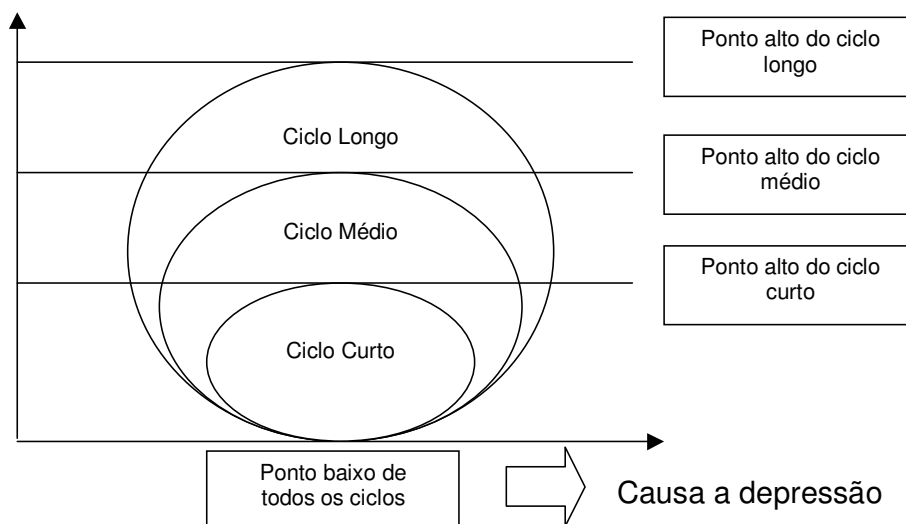 Ponto alto do ciclo
longo
Ciclo Longo
Ponto alto do ciclo
médio
Ciclo Médio
Ponto alto do ciclo
curto
Ciclo Curto
Ponto baixo de
todos os ciclos
Causa a depressão